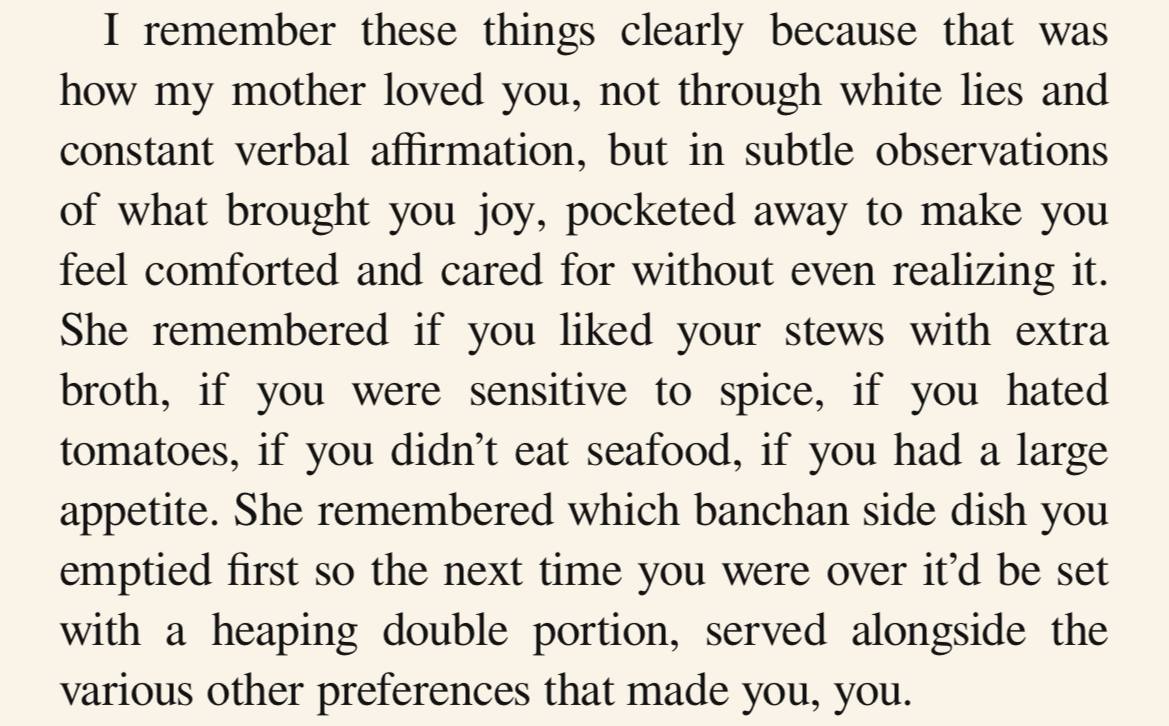 I remember these things clearly because that was
how my mother loved you, not through white lies and
constant verbal affirmation, but in subtle observations
of what brought you joy, pocketed away to make you
feel comforted and cared for without even realizing it.
She remembered if you liked your stews with extra
broth, if you were sensitive to spice, if you hated
tomatoes, if you didn’t eat seafood, if you had a large
appetite. She remembered which banchan side dish you
emptied first so the next time you were over it’d be set
with a heaping double portion, served alongside the
various other preferences that made you, you.